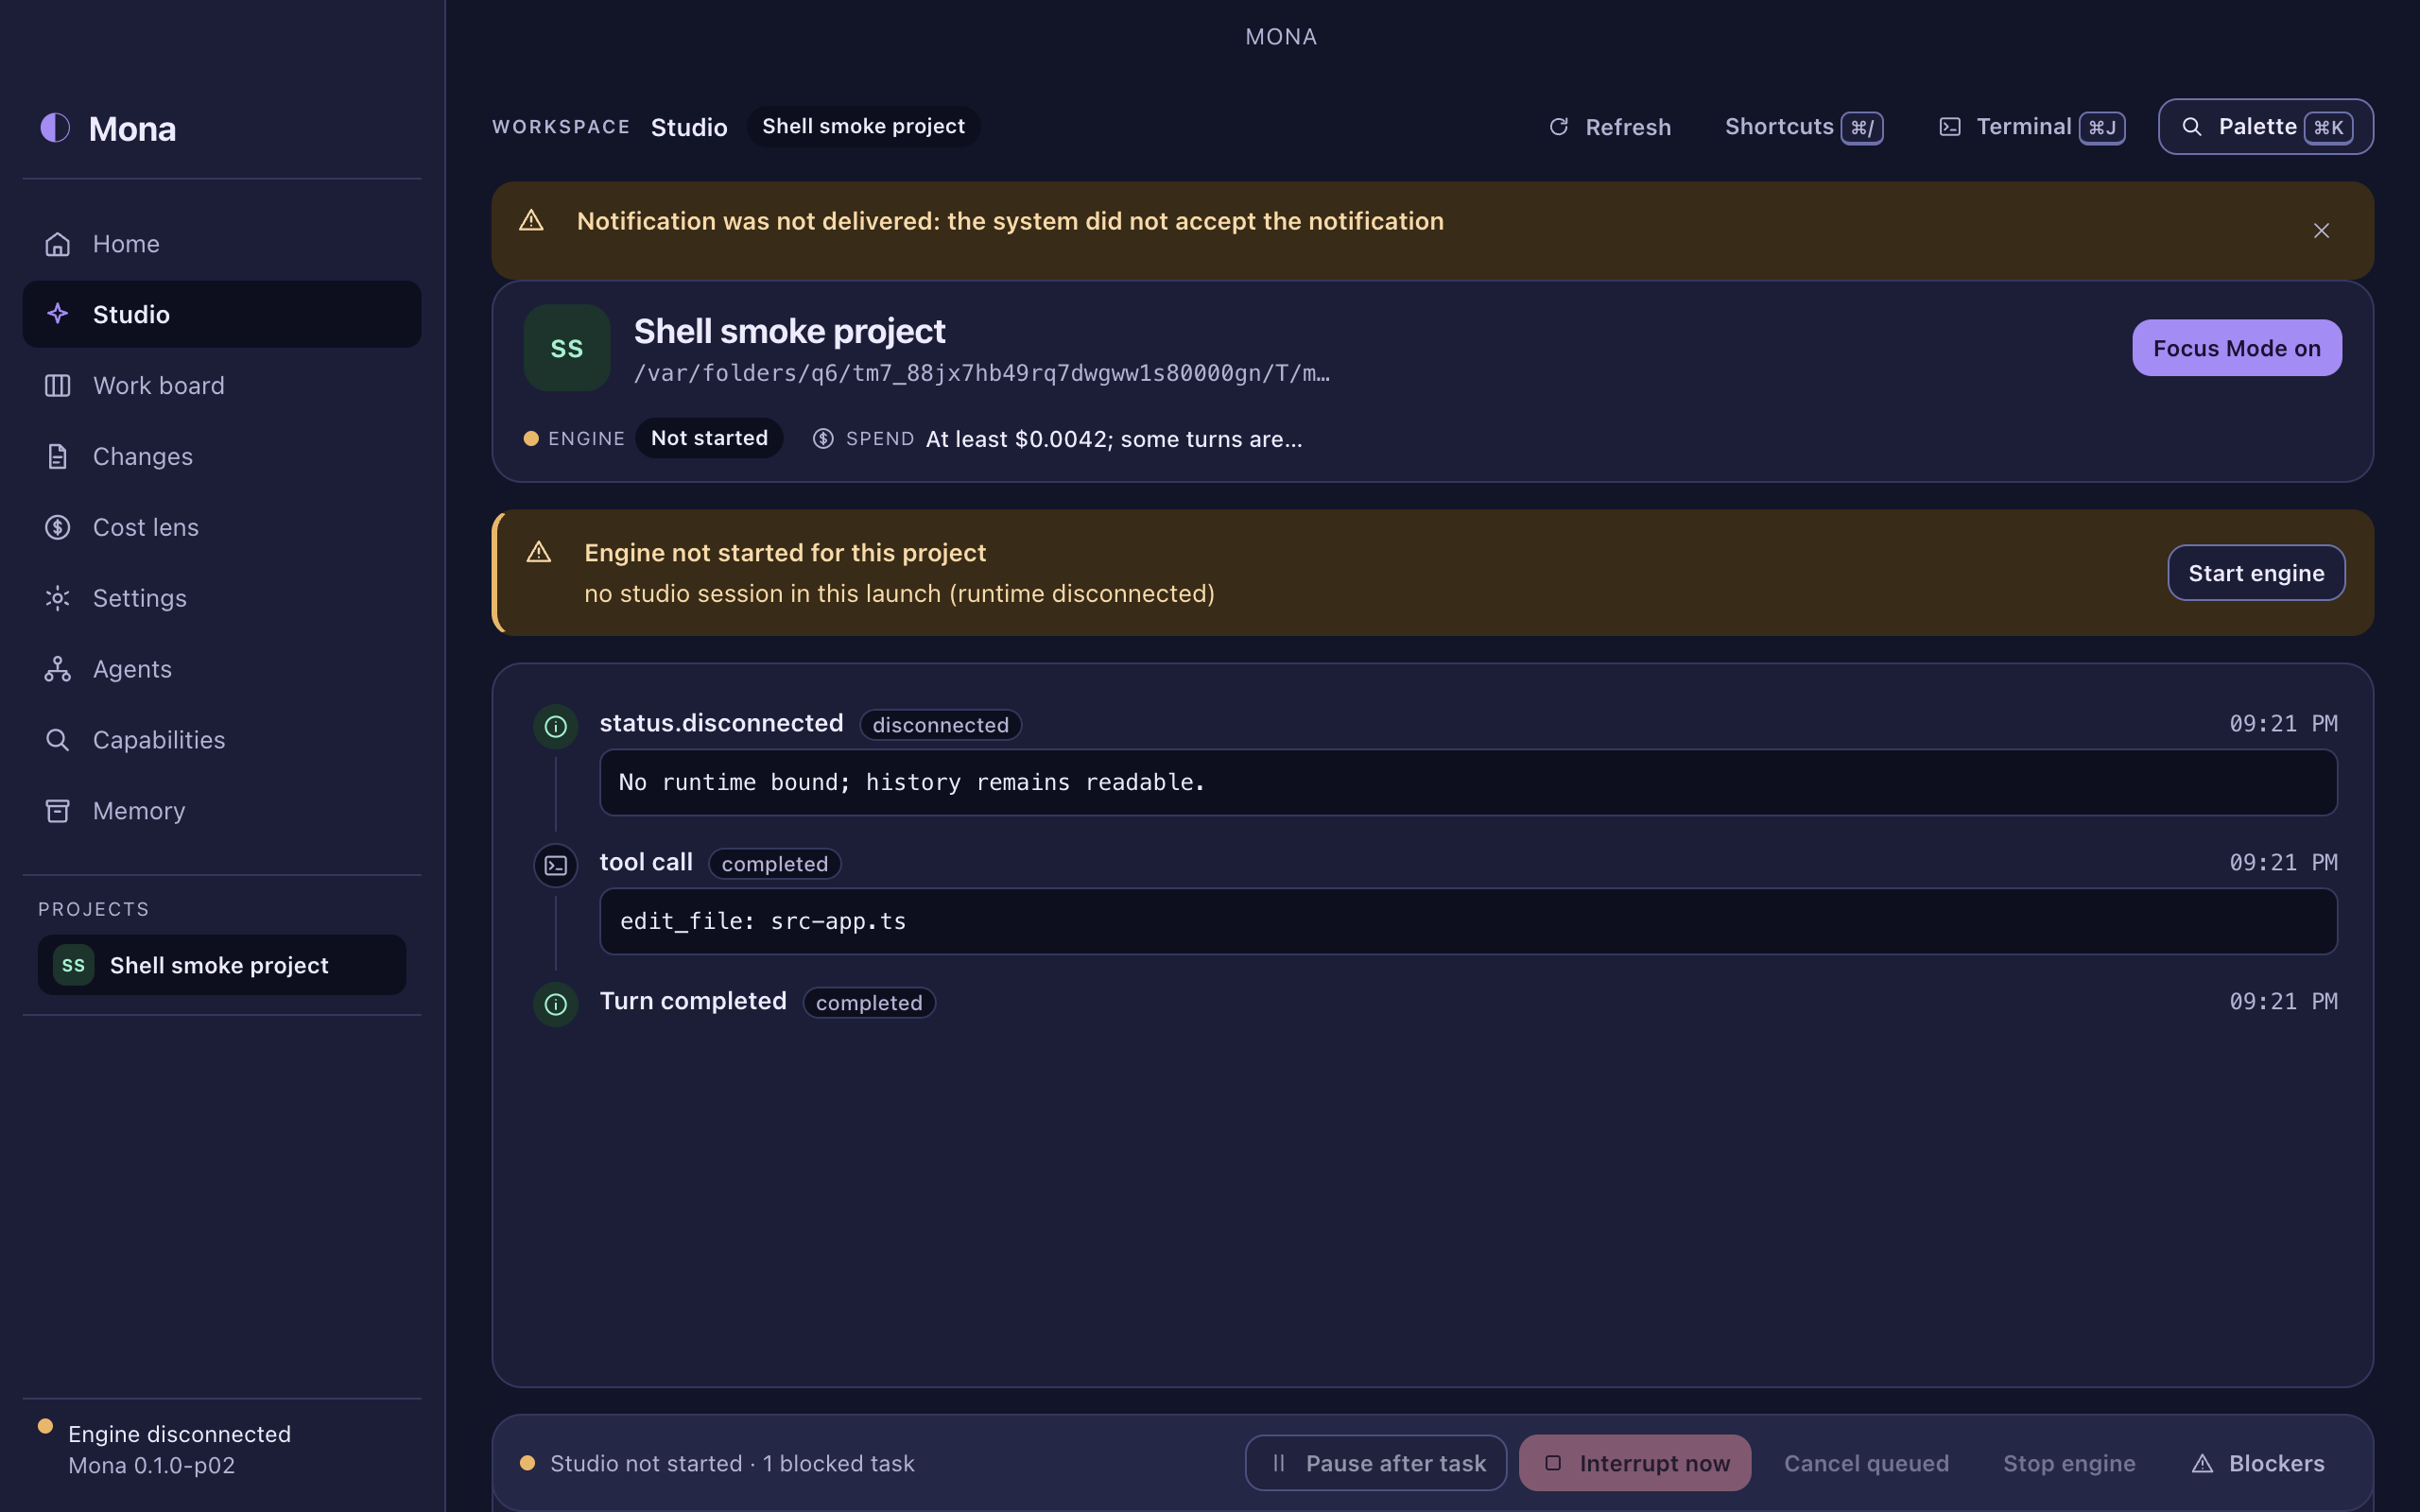 MONA
Mona
Home
Studio
Work board
Changes
Cost lens
Settings
Agents
Capabilities
Memory
PROJECTS
SS Shell smoke project
Engine disconnected
Mona 0.1.0-p02
WORKSPACE Studio Shell smoke project
Refresh Shortcuts ⌘/ Terminal ⌘J Palette ⌘K
Notification was not delivered: the system did not accept the notification
SS
Shell smoke project
/var/folders/q6/tm7_88jx7hb49rq7dwgww1s80000gn/T/m…
Focus Mode on
ENGINE Not started SPEND At least $0.0042; some turns are…
Engine not started for this project
no studio session in this launch (runtime disconnected)
Start engine
status.disconnected disconnected 09:21 PM
No runtime bound; history remains readable.
tool call completed 09:21 PM
edit_file: src-app.ts
Turn completed completed 09:21 PM
Studio not started · 1 blocked task
Pause after task Interrupt now Cancel queued Stop engine Blockers